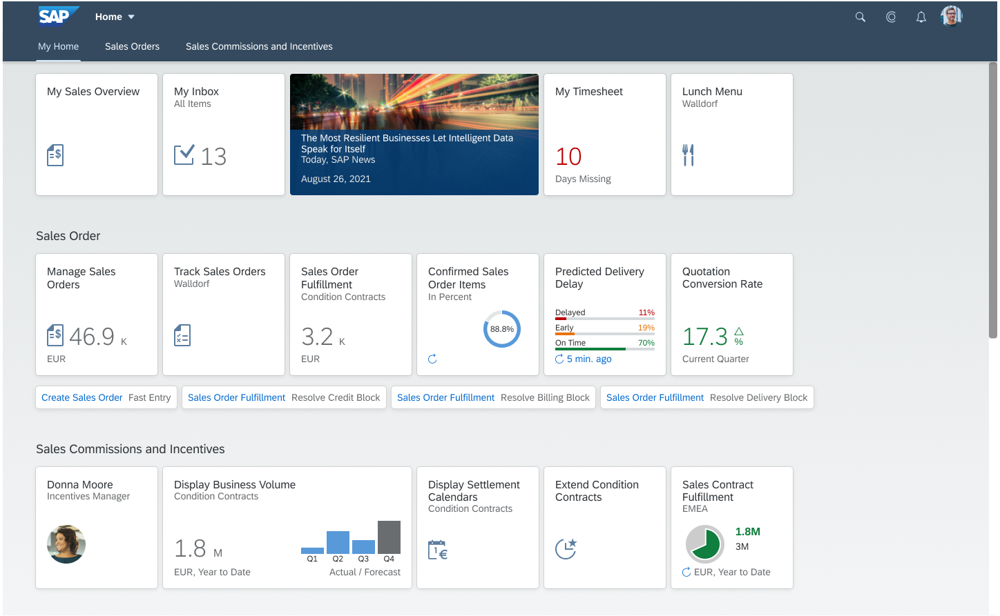 SAP
Home
My Home
Sales Orders
Sales Commissions and Incentives
My Sales Overview
$
My Inbox
All Items
13
The Most Resilient Businesses Let Intelligent Data
Speak for Itself
Today, SAP News
August 26, 2021
My Timesheet
10
Days Missing
Lunch Menu
Walldorf
Sales Order
Manage Sales
Orders
$
46.9 K
EUR
Track Sales Orders
Walldorf
Sales Order
Fulfillment
Condition Contracts
3.2 K
EUR
Confirmed Sales
Order Items
In Percent
88.8%
Predicted Delivery
Delay
Delayed 11%
Early 19%
On Time 70%
5 min. ago
Quotation
Conversion Rate
17.3 %
Current Quarter
Create Sales Order Fast Entry
Sales Order Fulfillment Resolve Credit Block
Sales Order Fulfillment Resolve Billing Block
Sales Order Fulfillment Resolve Delivery Block
Sales Commissions and Incentives
Donna Moore
Incentives Manager
Display Business Volume
Condition Contracts
1.8 M
EUR, Year to Date
Q1 Q2 Q3 Q4
Actual / Forecast
Display Settlement
Calendars
Condition Contracts
1 €
Extend Condition
Contracts
Sales Contract
Fulfillment
EMEA
1.8M
3M
EUR, Year to Date